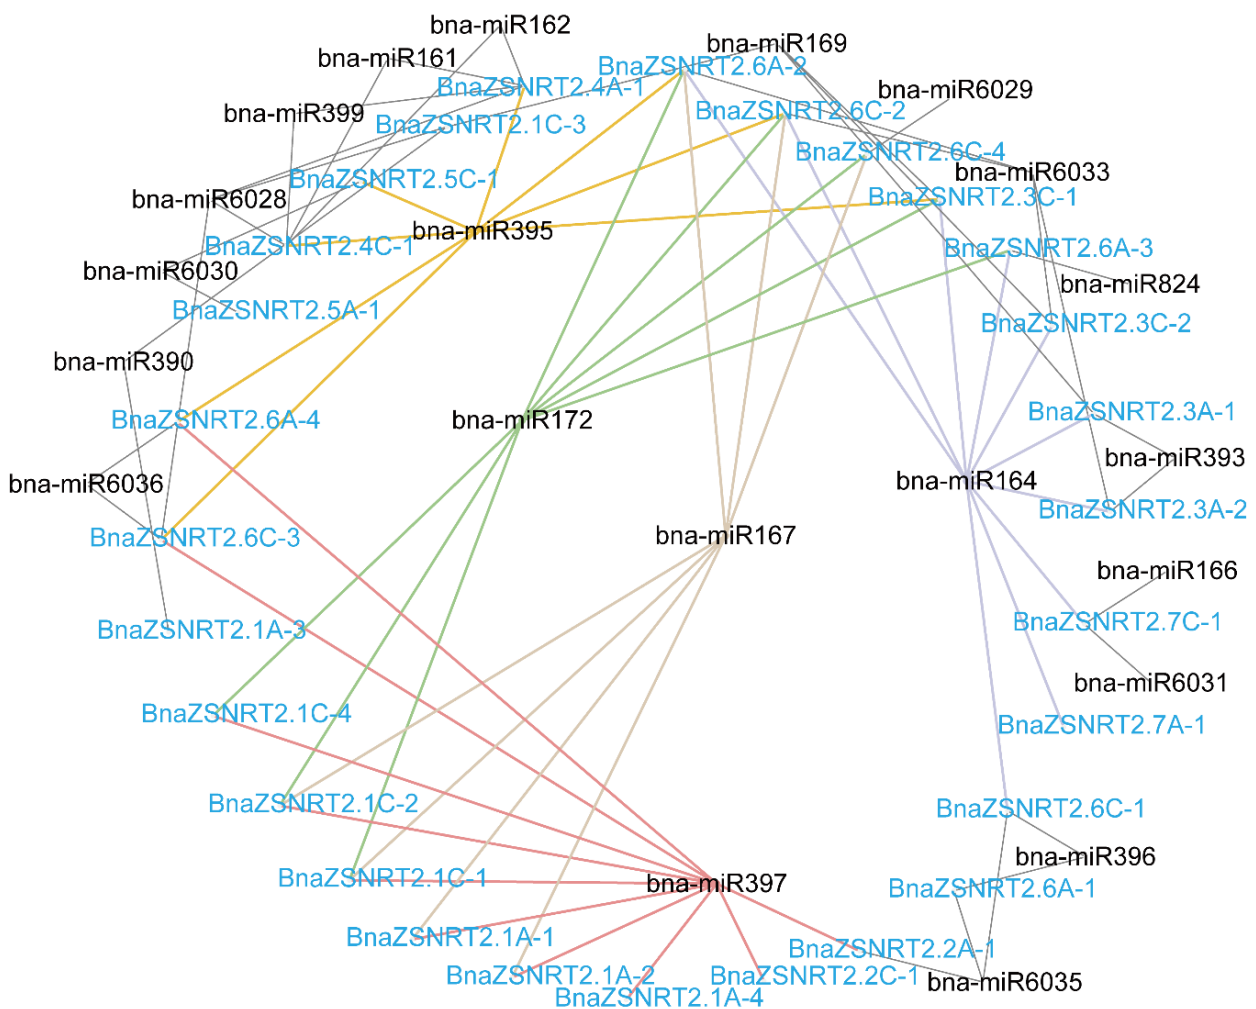 bna-miR162
bna-miR169
bna-miR161
BnaZSNRT2.6A-2
BnaZSNRT2.4A-1
bna-miR6029
bna-miR399
BnaZSNRT2.6C-2
BnaZSNRT2.1C-3
BnaZSNRT2.6C-4
bna-miR6033
BnaZSNRT2.5C-1
bna-miR6028
BnaZSNRT2.3C-1
bna-miR395
BnaZSNRT2.4C-1
BnaZSNRT2.6A-3
bna-miR6030
bna-miR824
BnaZSNRT2.5A-1
BnaZSNRT2.3C-2
bna-miR390
BnaZSNRT2.3A-1
BnaZSNRT2.6A-4
bna-miR172
bna-miR393
bna-miR164
bna-miR6036
BnaZSNRT2.3A-2
bna-miR167
BnaZSNRT2.6C-3
bna-miR166
BnaZSNRT2.7C-1
BnaZSNRT2.1A-3
bna-miR6031
BnaZSNRT2.1C-4
BnaZSNRT2.7A-1
BnaZSNRT2.1C-2
BnaZSNRT2.6C-1
bna-miR396
BnaZSNRT2.1C-1
bna-miR397
BnaZSNRT2.6A-1
BnaZSNRT2.1A-1
BnaZSNRT2.2A-1
BnaZSNRT2.1A-2
BnaZSNRT2.2C-1
bna-miR6035
BnaZSNRT2.1A-4